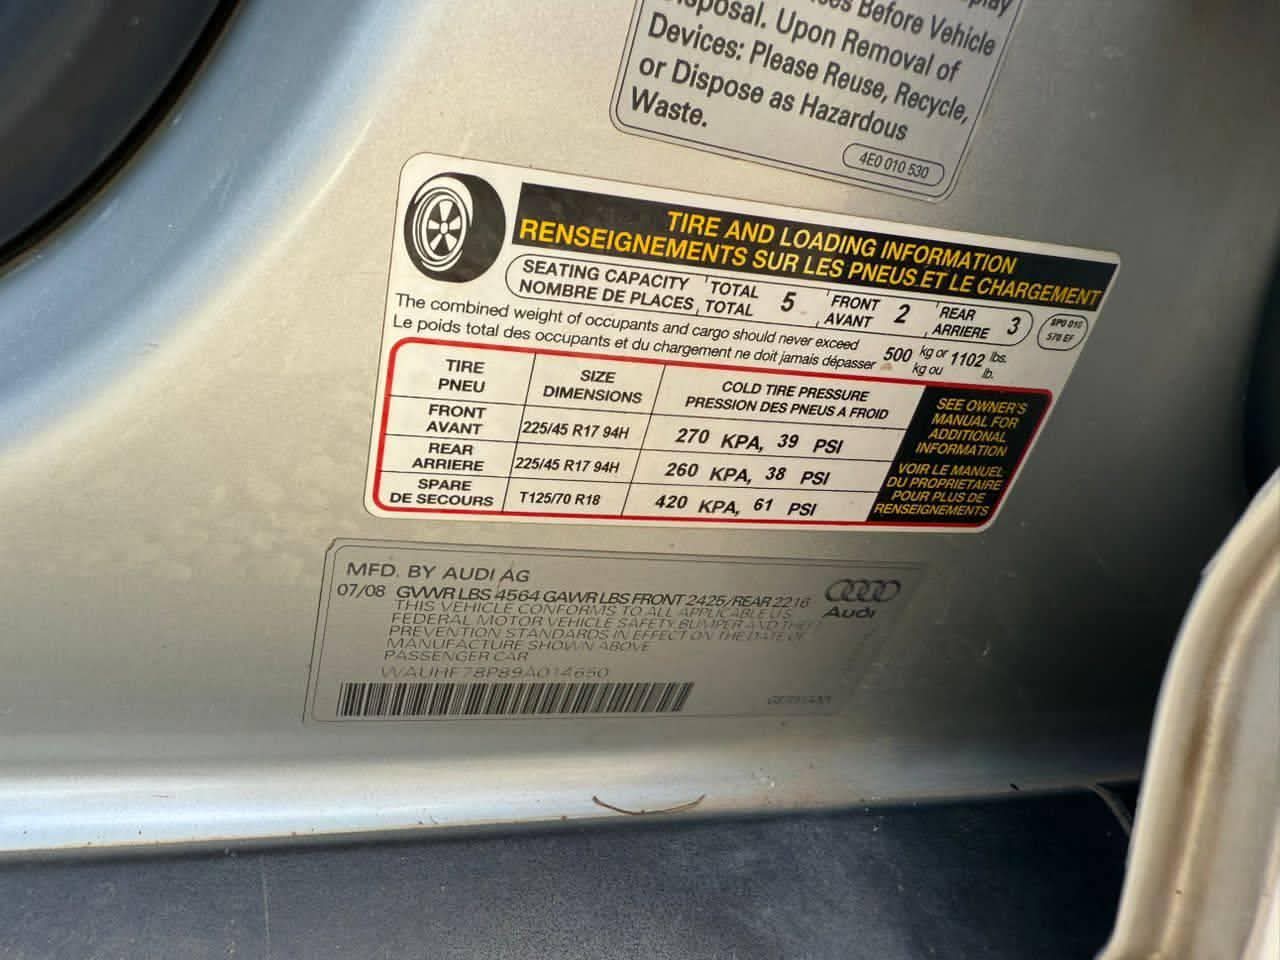 play
ses Before Vehicle
sposal. Upon Removal of
Devices: Please Reuse, Recycle,
or Dispose as Hazardous
Waste.
4E0 010 530
TIRE AND LOADING INFORMATION
RENSEIGNEMENTS SUR LES PNEUS ET LE CHARGEMENT
SEATING CAPACITY TOTAL 5 FRONT 2 REAR 3
NOMBRE DE PLACES TOTAL AVANT ARRIERE
8P0 010
570 EF
The combined weight of occupants and cargo should never exceed 500 kg or 1102 lbs.
Le poids total des occupants et du chargement ne doit jamais dépasser kg ou lb.
TIRE SIZE COLD TIRE PRESSURE
PNEU DIMENSIONS PRESSION DES PNEUS A FROID
FRONT
AVANT 225/45 R17 94H 270 KPA, 39 PSI
REAR
ARRIERE 225/45 R17 94H 260 KPA, 38 PSI
SPARE
DE SECOURS T125/70 R18 420 KPA, 61 PSI
SEE OWNER'S
MANUAL FOR
ADDITIONAL
INFORMATION
VOIR LE MANUEL
DU PROPRIETAIRE
POUR PLUS DE
RENSEIGNEMENTS
MFD. BY AUDI AG
07/08 GVWR LBS 4564 GAWR LBS FRONT 2425/REAR 2216
THIS VEHICLE CONFORMS TO ALL APPLICABLE U.S.
FEDERAL MOTOR VEHICLE SAFETY, BUMPER AND THEFT
PREVENTION STANDARDS IN EFFECT ON THE DATE OF
MANUFACTURE SHOWN ABOVE
PASSENGER CAR
WAUHF78P89A014650
Audi